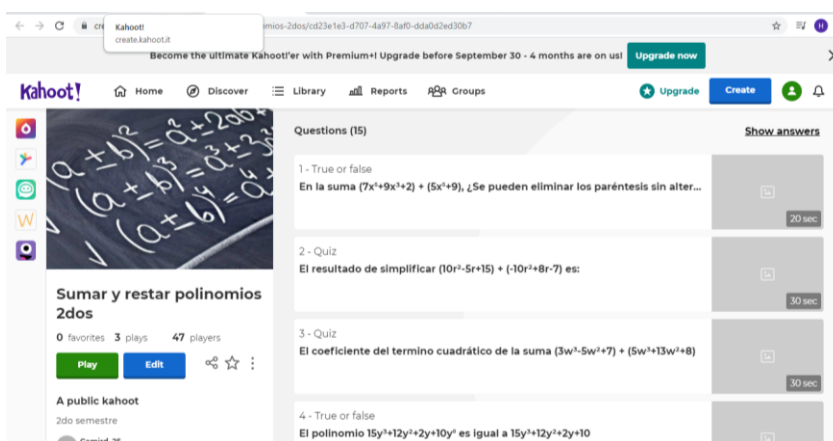 Kahoot!
create.kahoot.it
mios-2dos/cd23e1e3-d707-4a97-8af0-dda0d2ed30b7
Become the ultimate Kahoot!'er with Premium+! Upgrade before September 30 - 4 months are on us!
Upgrade now
Kahoot!
Home
Discover
Library
Reports
Groups
Upgrade
Create
Questions (15)
Show answers
1 - True or false
En la suma (7x⁵+9x³+2) + (5x⁵+9), ¿Se pueden eliminar los paréntesis sin alter...
20 sec
2 - Quiz
El resultado de simplificar (10r²-5r+15) + (-10r²+8r-7) es:
30 sec
3 - Quiz
El coeficiente del termino cuadrático de la suma (3w³-5w²+7) + (5w³+13w²+8)
30 sec
4 - True or false
El polinomio 15y³+12y²+2y+10y⁰ es igual a 15y³+12y²+2y+10
Sumar y restar polinomios
2dos
0 favorites 3 plays 47 players
Play
Edit
A public kahoot
2do semestre